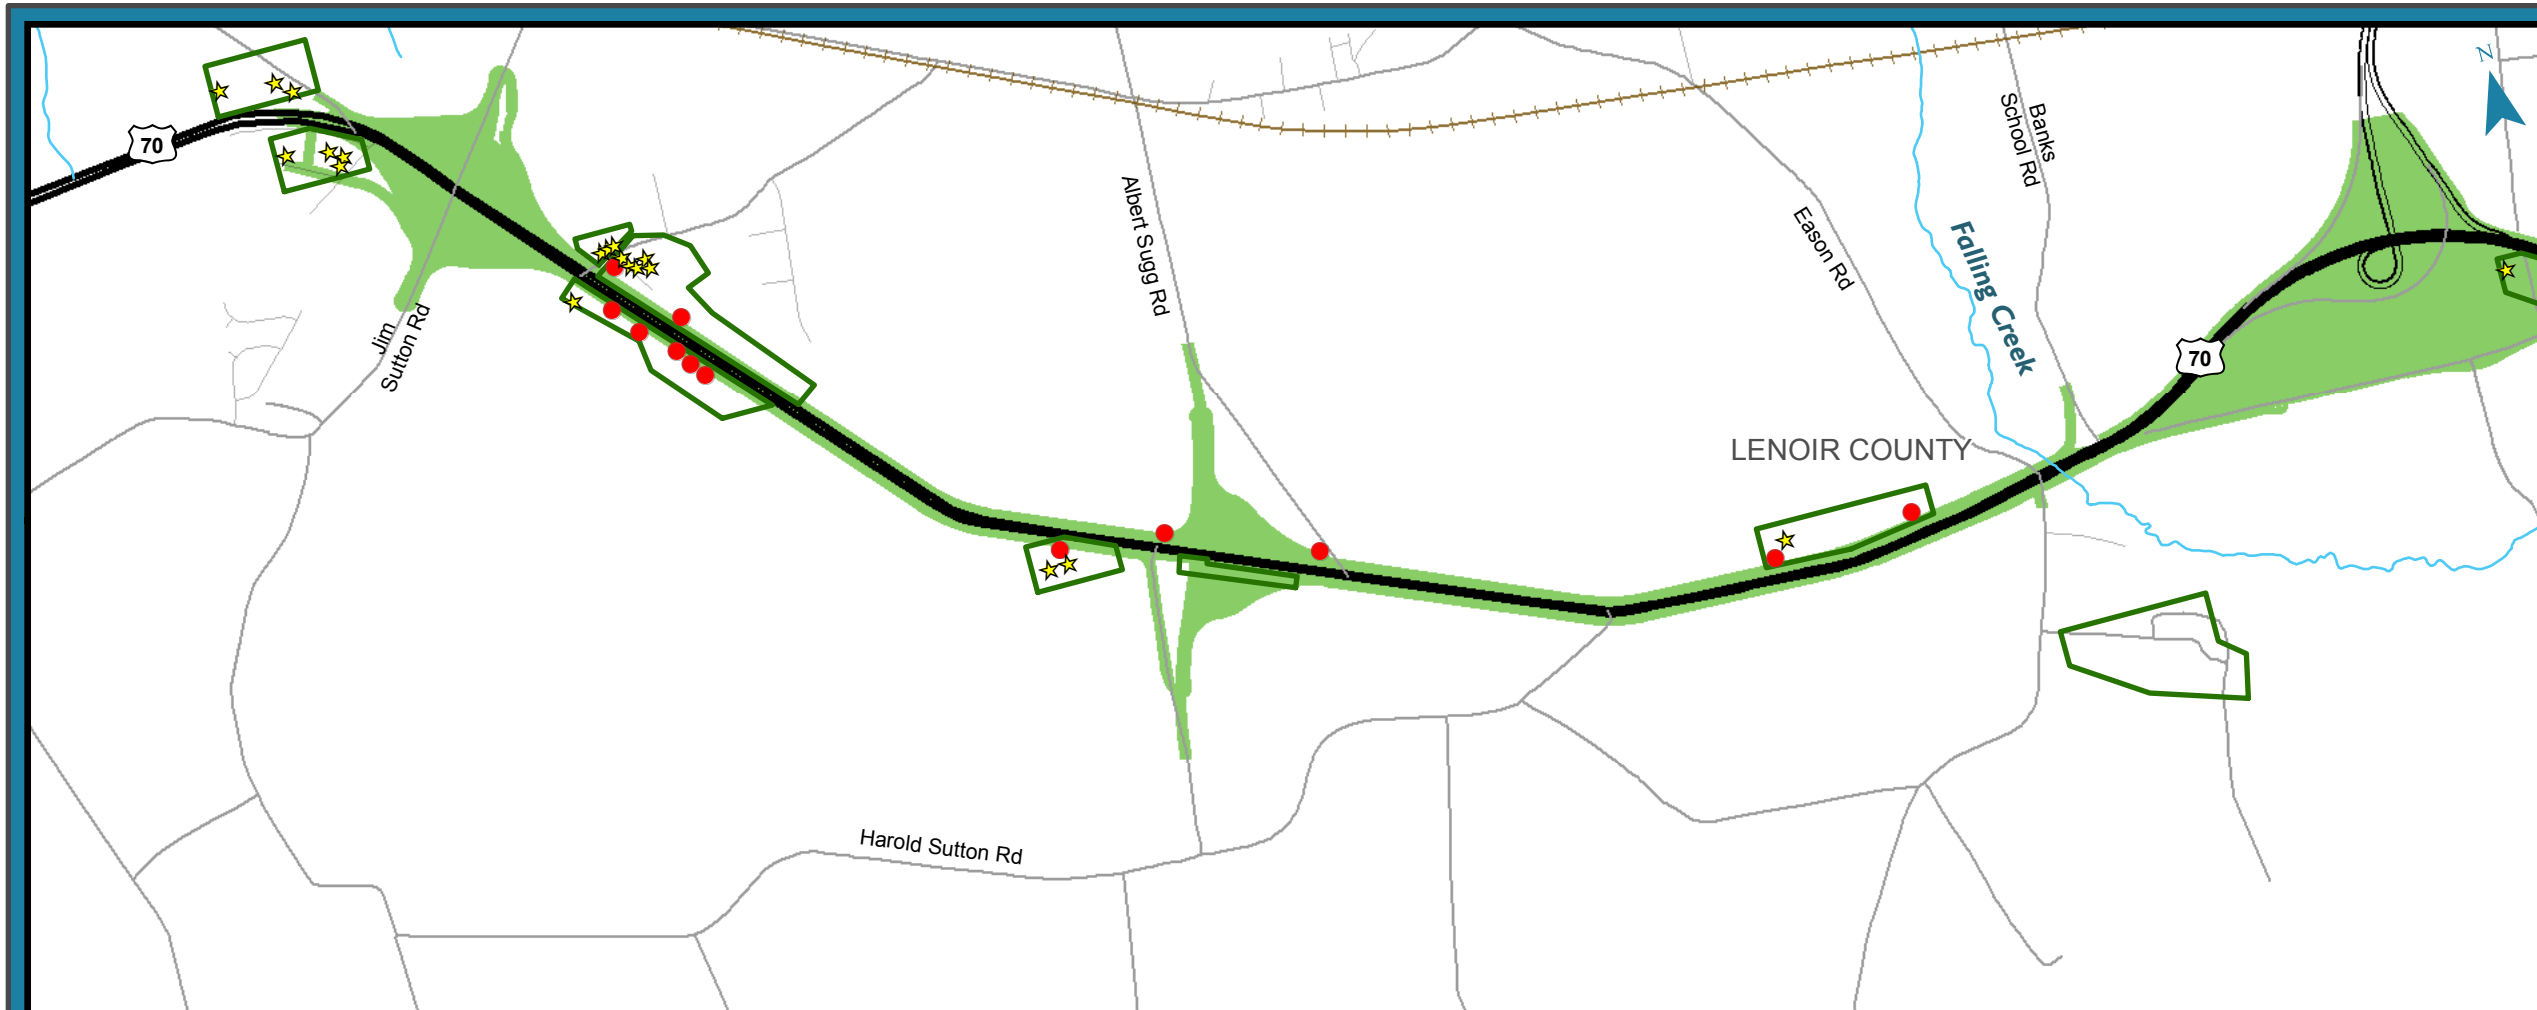 N
70
Banks
School Rd
Albert Sugg Rd
Eason Rd
Falling Creek
Jim
Sutton Rd
70
LENOIR COUNTY
Harold Sutton Rd